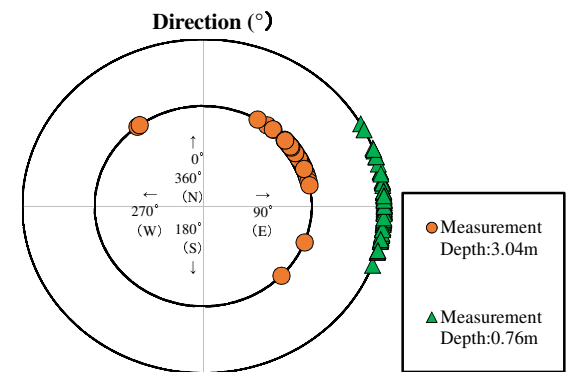 Direction (°)
↑
0°
360°
(N)
← →
270° 90°
(W) 180° (E)
(S)
↓
Measurement
Depth:3.04m
Measurement
Depth:0.76m